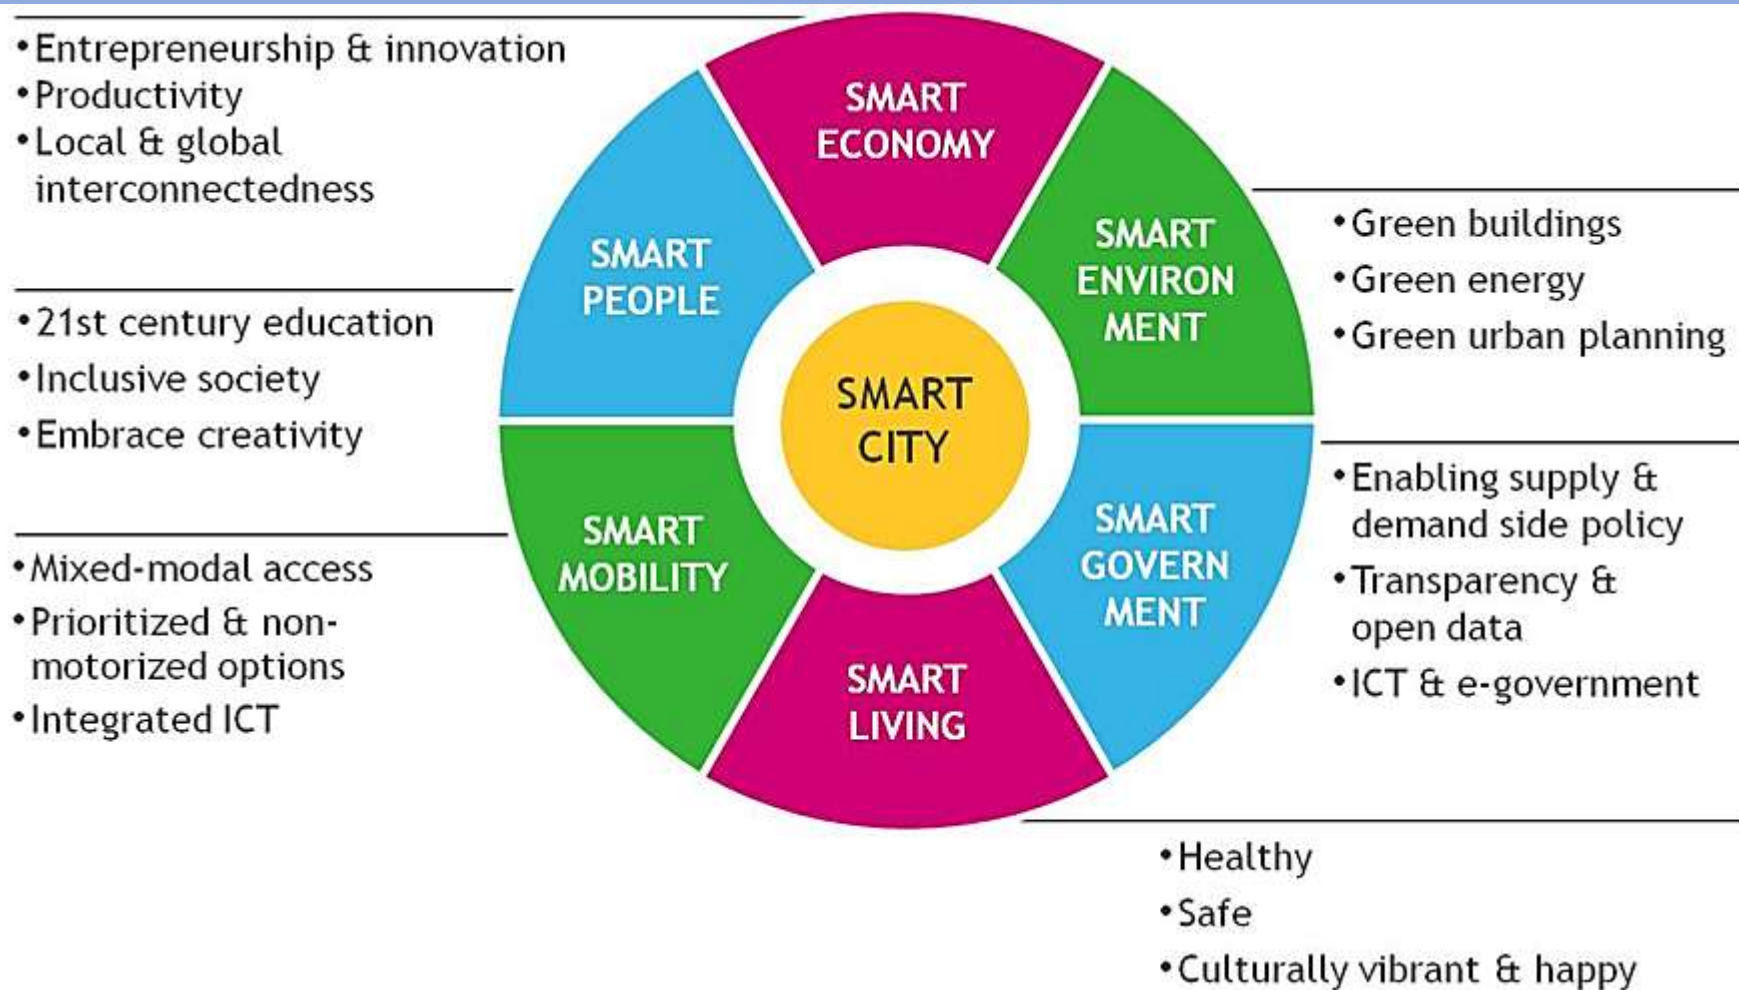 • Entrepreneurship & innovation
• Productivity
• Local & global
interconnectedness
SMART
ECONOMY
SMART
ENVIRON
MENT
• Green buildings
• Green energy
• Green urban planning
SMART
PEOPLE
• 21st century education
• Inclusive society
• Embrace creativity
SMART
CITY
SMART
GOVERN
MENT
• Enabling supply &
demand side policy
• Transparency &
open data
• ICT & e-government
SMART
MOBILITY
• Mixed-modal access
• Prioritized & non-
motorized options
• Integrated ICT
SMART
LIVING
• Healthy
• Safe
• Culturally vibrant & happy